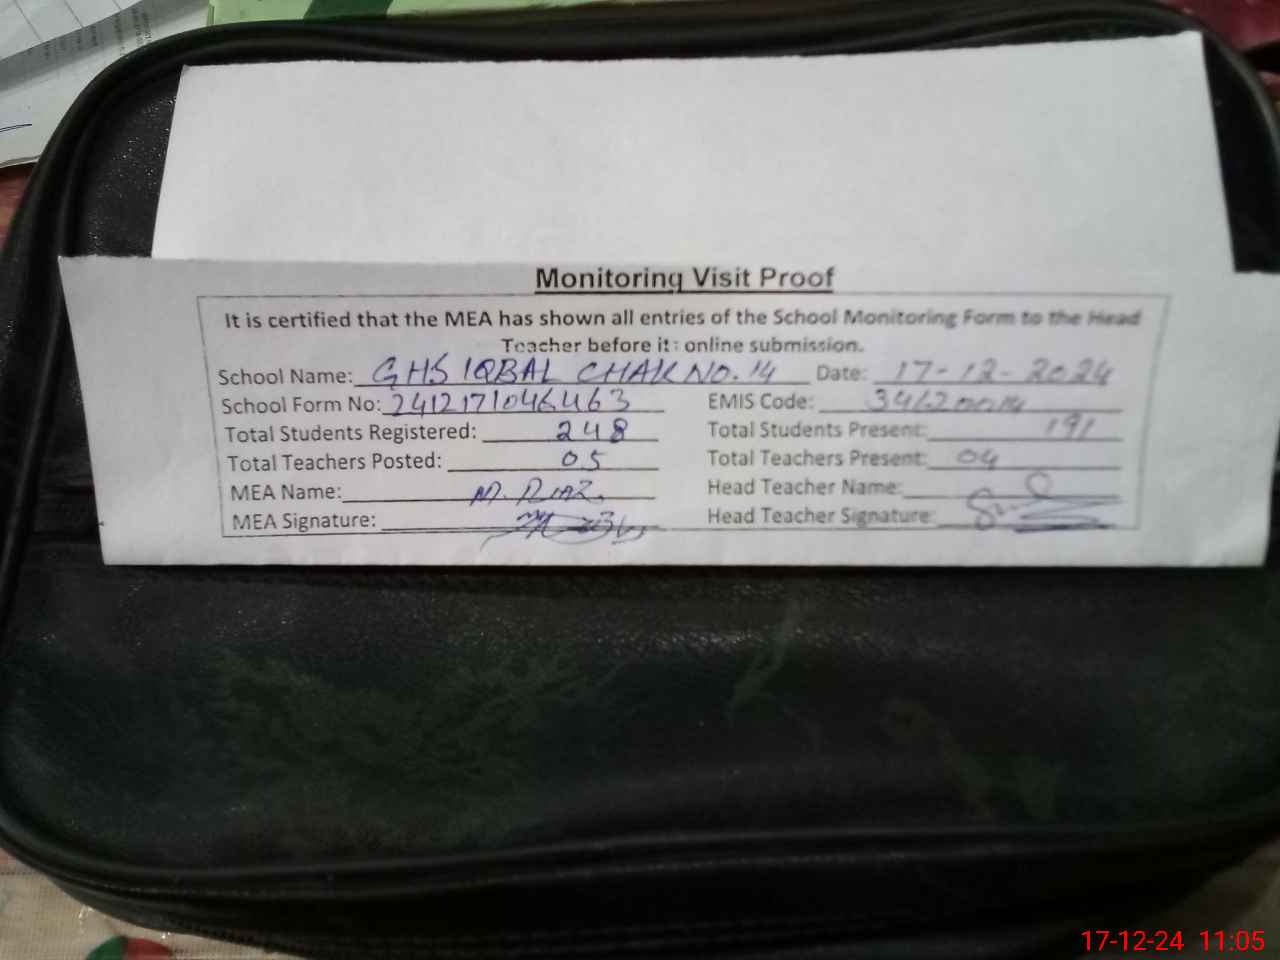 Monitoring Visit Proof
It is certified that the MEA has shown all entries of the School Monitoring Form to the Head
Teacher before it: online submission.
School Name: GHS IQBAL CHAK NO. 14 Date: 17-12-2024
School Form No: 2412171046463 EMIS Code:
Total Students Registered: 248 Total Students Present: 191
Total Teachers Posted: 05 Total Teachers Present: 04
MEA Name: M. Riaz. Head Teacher Name:
MEA Signature: Head Teacher Signature:
17-12-24 11:05